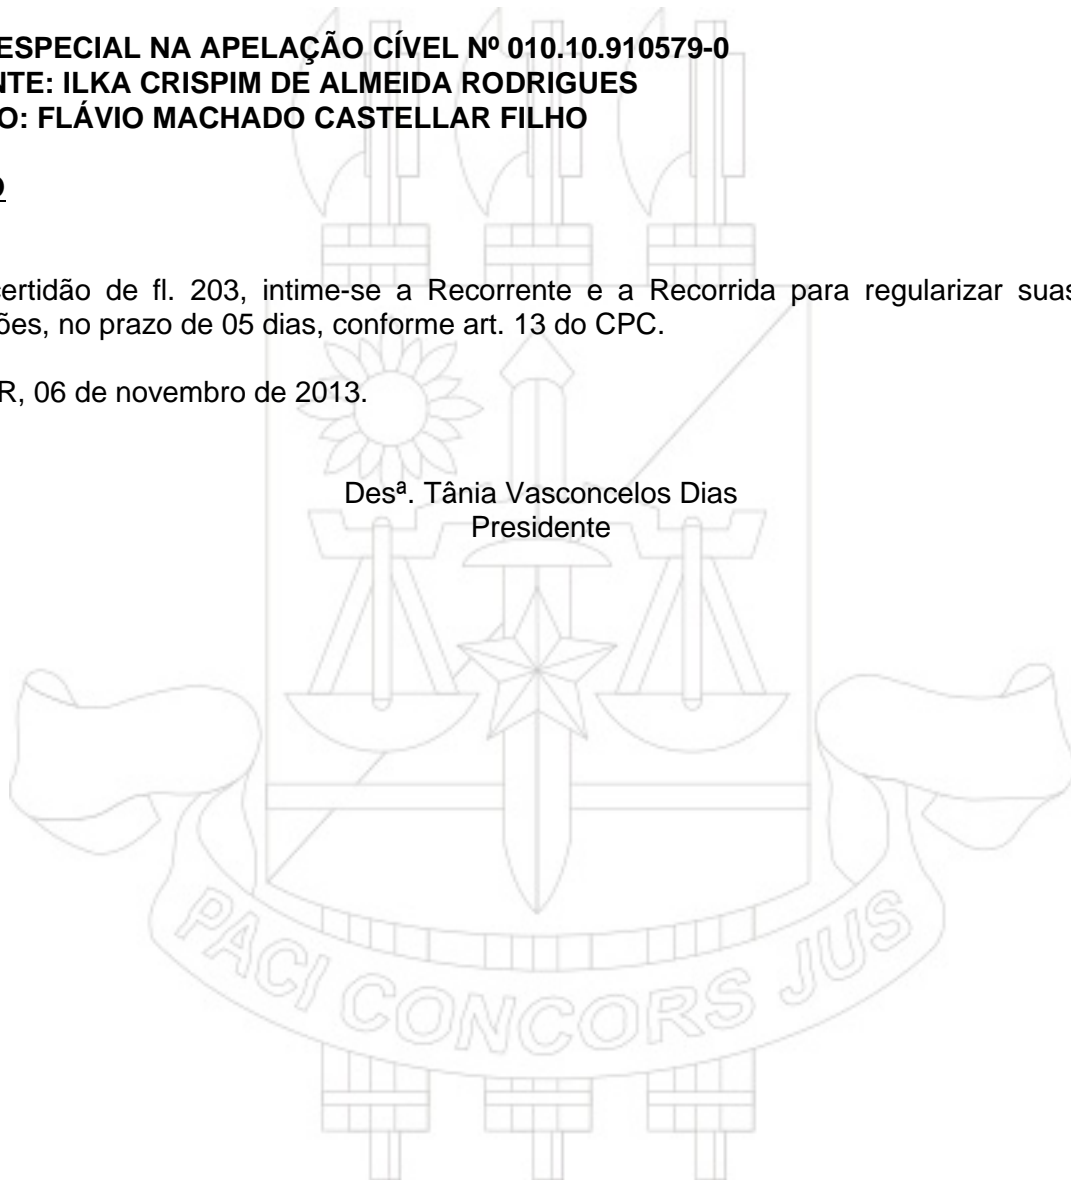 ESPECIAL NA APELAÇÃO CÍVEL Nº 010.10.910579-0
NTE: ILKA CRISPIM DE ALMEIDA RODRIGUES
O: FLÁVIO MACHADO CASTELLAR FILHO
O
ertidão de fl. 203, intime-se a Recorrente e a Recorrida para regularizar suas
ões, no prazo de 05 dias, conforme art. 13 do CPC.
R, 06 de novembro de 2013.
Desª. Tânia Vasconcelos Dias
Presidente
PACI CONCORS JUS